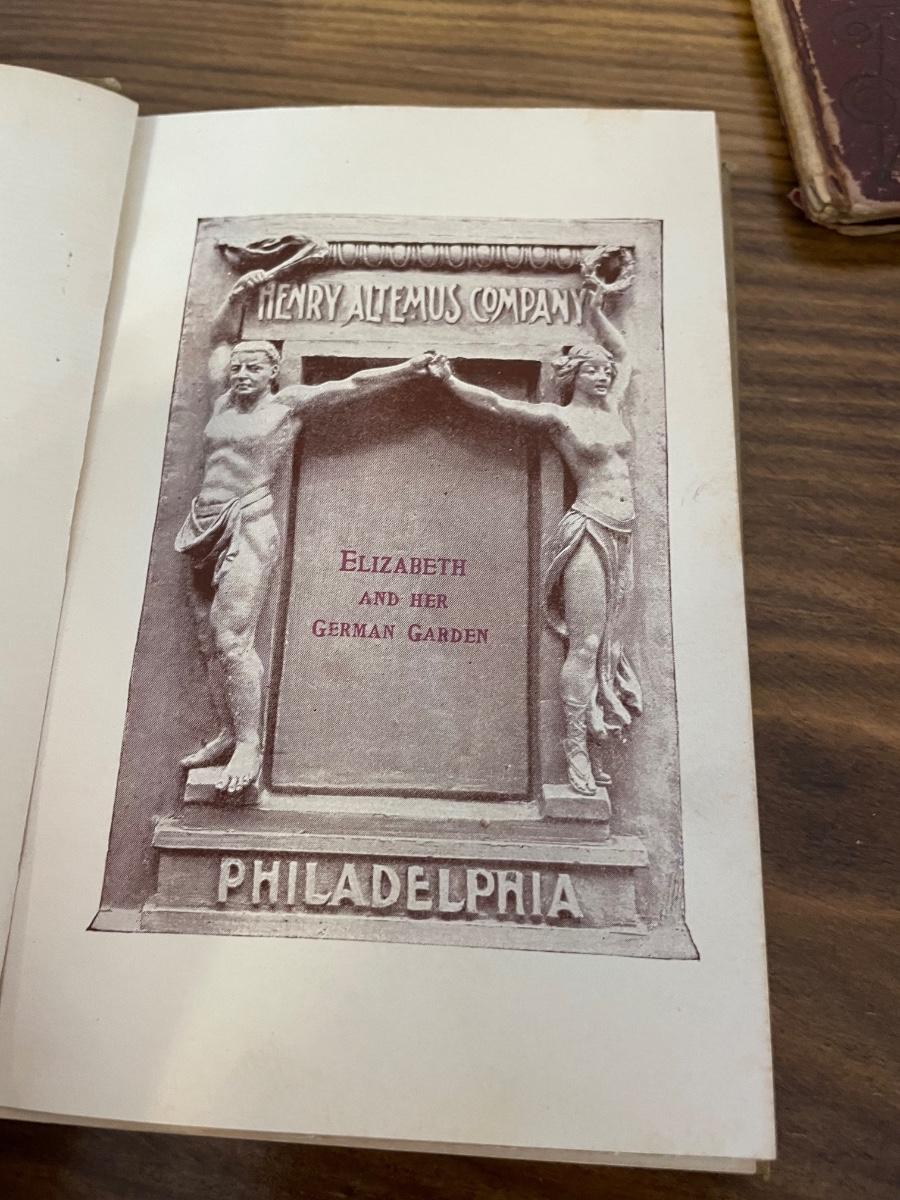 HENRY ALTEMUS COMPANY
ELIZABETH
AND HER
GERMAN GARDEN
PHILADELPHIA